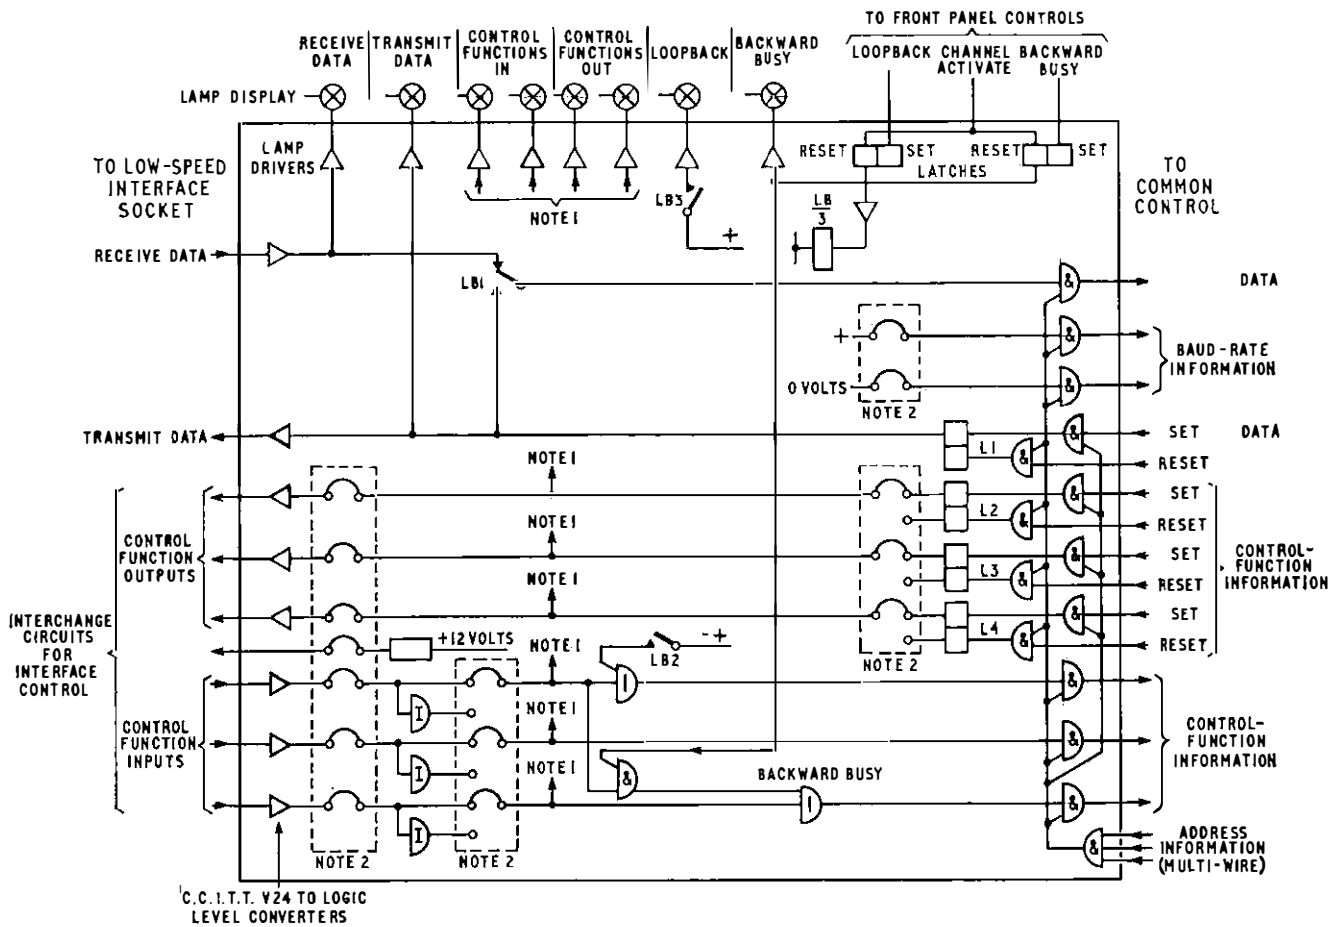 TO FRONT PANEL CONTROLS
RECEIVE DATA
TRANSMIT DATA
CONTROL FUNCTIONS IN
CONTROL FUNCTIONS OUT
LOOPBACK
BACKWARD BUSY
LOOPBACK
CHANNEL ACTIVATE
BACKWARD BUSY
LAMP DISPLAY
LAMP DRIVERS
TO LOW-SPEED INTERFACE SOCKET
NOTE 1
LB3
+
RESET
SET
RESET
SET
LATCHES
LB
3
TO COMMON CONTROL
RECEIVE DATA
LB1
&
DATA
+
&
0 VOLTS
&
NOTE 2
BAUD-RATE INFORMATION
TRANSMIT DATA
L1
&
&
SET
DATA
RESET
NOTE 1
L2
&
&
SET
RESET
NOTE 1
L3
&
&
SET
RESET
NOTE 1
L4
&
&
SET
RESET
NOTE 2
CONTROL-FUNCTION INFORMATION
CONTROL FUNCTION OUTPUTS
INTERCHANGE CIRCUITS FOR INTERFACE CONTROL
+12 VOLTS
NOTE 1
LB2
-+
I
1
&
CONTROL FUNCTION INPUTS
NOTE 1
I
&
&
CONTROL-FUNCTION INFORMATION
NOTE 1
BACKWARD BUSY
I
1
&
NOTE 2
NOTE 2
&
ADDRESS INFORMATION (MULTI-WIRE)
C.C.I.T.T. V24 TO LOGIC
LEVEL CONVERTERS